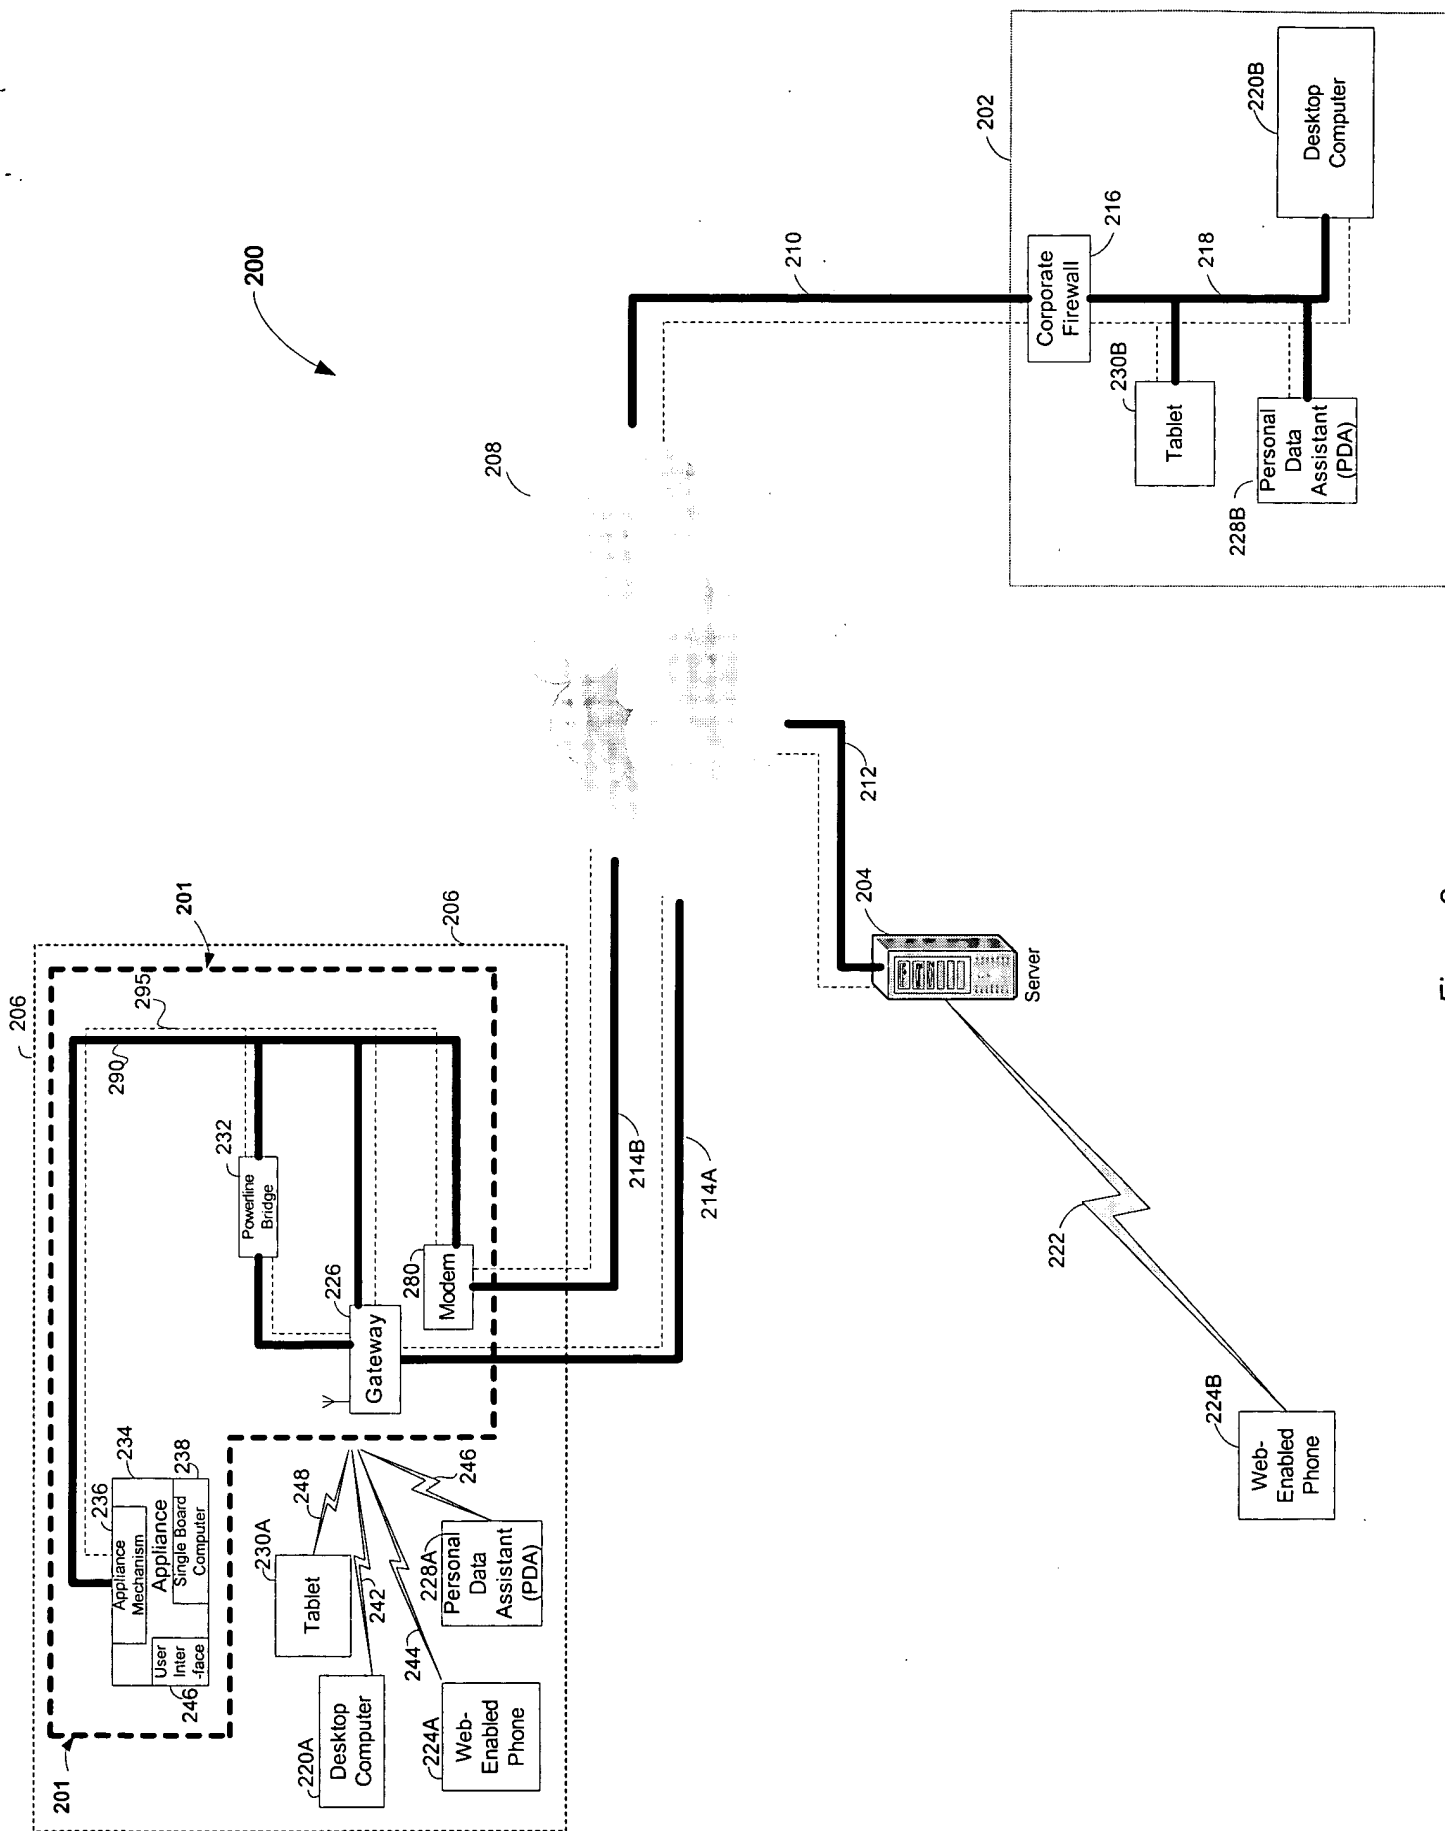 200
206
201
295
290
Powerline
Bridge
232
Gateway
226
Modem
280
206
201
Appliance
Mechanism
236
Appliance
234
Single Board
Computer
238
User
Inter
-face
246
Tablet
230A
248
Desktop
Computer
220A
242
Web-
Enabled
Phone
224A
244
Personal
Data
Assistant
(PDA)
228A
246
214B
214A
208
210
212
204
Server
222
Web-
Enabled
Phone
224B
202
Corporate
Firewall
216
218
Tablet
230B
Personal
Data
Assistant
(PDA)
228B
Desktop
Computer
220B